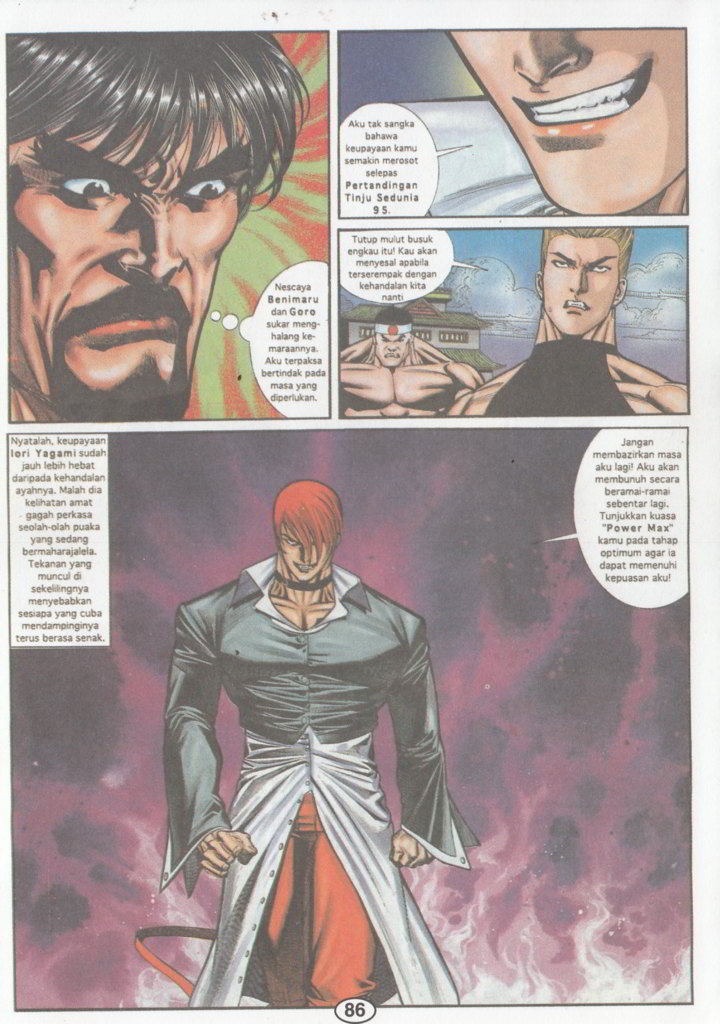 Nescaya
Benimaru
dan Goro
sukar meng-
halang ke-
maraannya.
Aku terpaksa
bertindak pada
masa yang
diperlukan.
Aku tak sangka
bahawa
keupayaan kamu
semakin merosot
selepas
Pertandingan
Tinju Sedunia
95.
Tutup mulut busuk
engkau itu! Kau akan
menyesal apabila
terserempak dengan
kehandalan kita
nanti
Nyatalah, keupayaan
Iori Yagami sudah
jauh lebih hebat
daripada kehandalan
ayahnya. Malah dia
kelihatan amat
gagah perkasa
seolah-olah puaka
yang sedang
bermaharajalela.
Tekanan yang
muncul di
sekelilingnya
menyebabkan
sesiapa yang cuba
mendampinginya
terus berasa senak.
Jangan
membazirkan masa
aku lagi! Aku akan
membunuh secara
beramai-ramai
sebentar lagi.
Tunjukkan kuasa
"Power Max"
kamu pada tahap
optimum agar ia
dapat memenuhi
kepuasan aku!
86